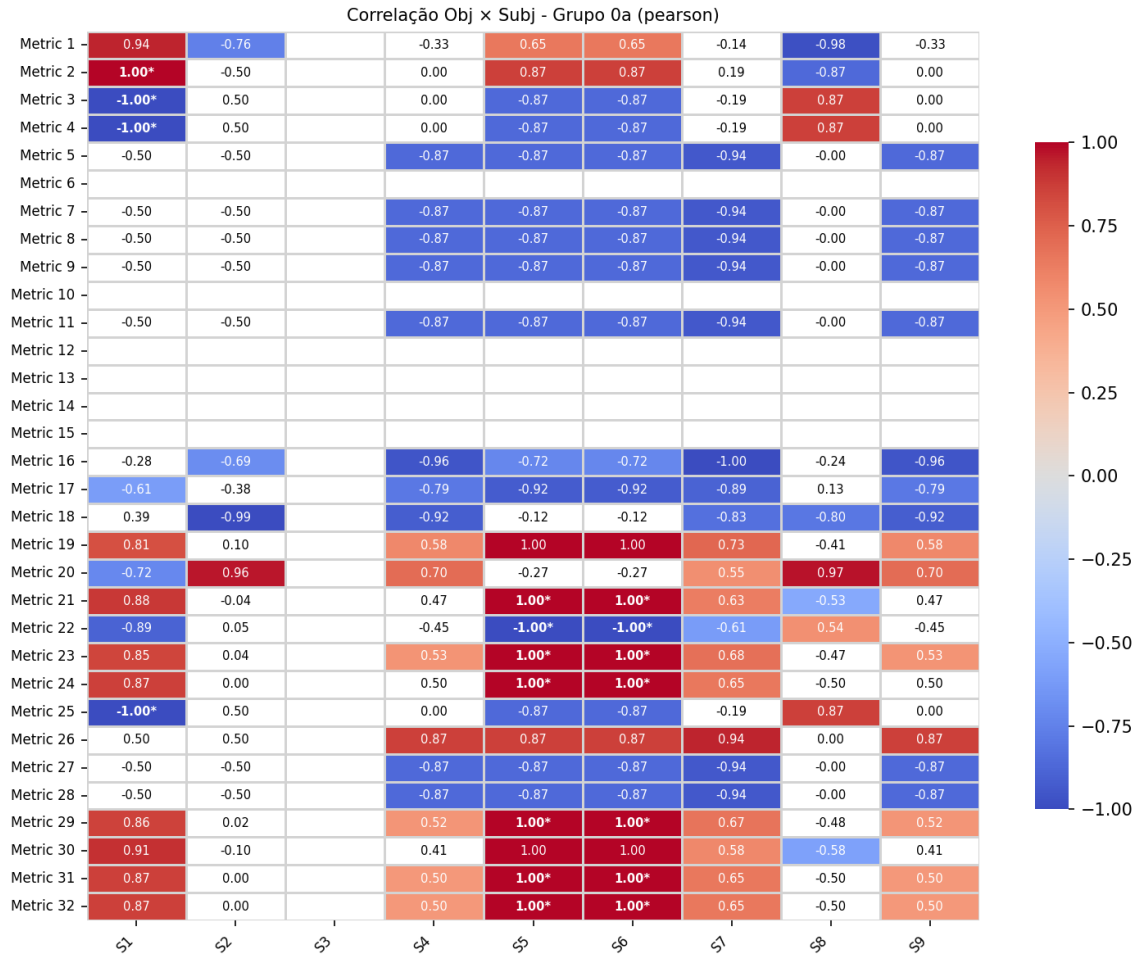 Correlação Obj × Subj - Grupo 0a (pearson)
Metric 1 0.94 -0.76 -0.33 0.65 0.65 -0.14 -0.98 -0.33
Metric 2 1.00* -0.50 0.00 0.87 0.87 0.19 -0.87 0.00
Metric 3 -1.00* 0.50 0.00 -0.87 -0.87 -0.19 0.87 0.00
Metric 4 -1.00* 0.50 0.00 -0.87 -0.87 -0.19 0.87 0.00
Metric 5 -0.50 -0.50 -0.87 -0.87 -0.87 -0.94 -0.00 -0.87
Metric 6
Metric 7 -0.50 -0.50 -0.87 -0.87 -0.87 -0.94 -0.00 -0.87
Metric 8 -0.50 -0.50 -0.87 -0.87 -0.87 -0.94 -0.00 -0.87
Metric 9 -0.50 -0.50 -0.87 -0.87 -0.87 -0.94 -0.00 -0.87
Metric 10
Metric 11 -0.50 -0.50 -0.87 -0.87 -0.87 -0.94 -0.00 -0.87
Metric 12
Metric 13
Metric 14
Metric 15
Metric 16 -0.28 -0.69 -0.96 -0.72 -0.72 -1.00 -0.24 -0.96
Metric 17 -0.61 -0.38 -0.79 -0.92 -0.92 -0.89 0.13 -0.79
Metric 18 0.39 -0.99 -0.92 -0.12 -0.12 -0.83 -0.80 -0.92
Metric 19 0.81 0.10 0.58 1.00 1.00 0.73 -0.41 0.58
Metric 20 -0.72 0.96 0.70 -0.27 -0.27 0.55 0.97 0.70
Metric 21 0.88 -0.04 0.47 1.00* 1.00* 0.63 -0.53 0.47
Metric 22 -0.89 0.05 -0.45 -1.00* -1.00* -0.61 0.54 -0.45
Metric 23 0.85 0.04 0.53 1.00* 1.00* 0.68 -0.47 0.53
Metric 24 0.87 0.00 0.50 1.00* 1.00* 0.65 -0.50 0.50
Metric 25 -1.00* 0.50 0.00 -0.87 -0.87 -0.19 0.87 0.00
Metric 26 0.50 0.50 0.87 0.87 0.87 0.94 0.00 0.87
Metric 27 -0.50 -0.50 -0.87 -0.87 -0.87 -0.94 -0.00 -0.87
Metric 28 -0.50 -0.50 -0.87 -0.87 -0.87 -0.94 -0.00 -0.87
Metric 29 0.86 0.02 0.52 1.00* 1.00* 0.67 -0.48 0.52
Metric 30 0.91 -0.10 0.41 1.00 1.00 0.58 -0.58 0.41
Metric 31 0.87 0.00 0.50 1.00* 1.00* 0.65 -0.50 0.50
Metric 32 0.87 0.00 0.50 1.00* 1.00* 0.65 -0.50 0.50
S1 S2 S3 S4 S5 S6 S7 S8 S9
1.00
0.75
0.50
0.25
0.00
−0.25
−0.50
−0.75
−1.00